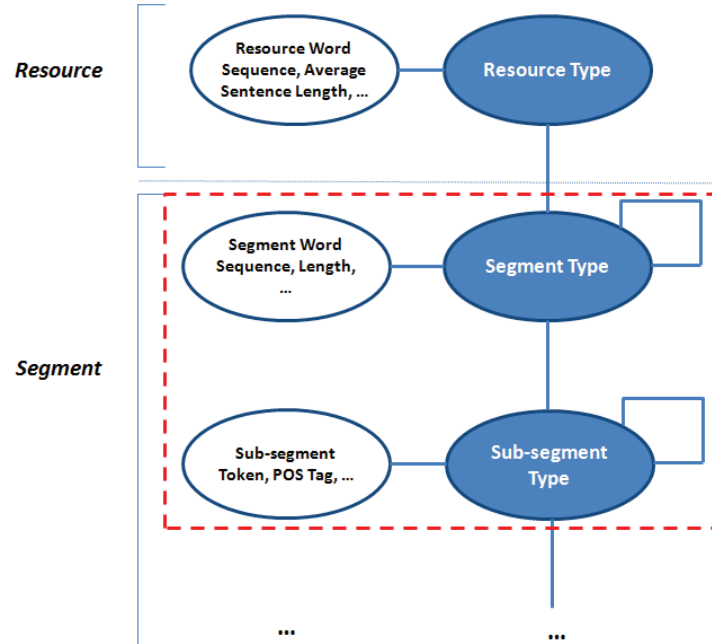 Resource
Resource Word
Sequence, Average
Sentence Length, ...
Resource Type
Segment
Segment Word
Sequence, Length,
...
Segment Type
Sub-segment
Token, POS Tag, ...
Sub-segment
Type
...
...